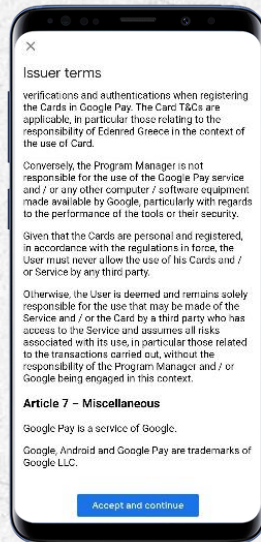 Issuer terms
verifications and authentications when registering
the Cards in Google Pay. The Card T&Cs are
applicable, in particular those relating to the
responsibility of Edenred Greece in the context of
the use of Card.
Conversely, the Program Manager is not
responsible for the use of the Google Pay service
and / or any other computer / software equipment
made available by Google, particularly with regards
to the performance of the tools or their security.
Given that the Cards are personal and registered,
in accordance with the regulations in force, the
User must never allow the use of his Cards and /
or Service by any third party.
Otherwise, the User is deemed and remains solely
responsible for the use that may be made of the
Service and / or the Card by a third party who has
access to the Service and assumes all risks
associated with its use, in particular those related
to the transactions carried out, without the
responsibility of the Program Manager and / or
Google being engaged in this context.
Article 7 – Miscellaneous
Google Pay is a service of Google.
Google, Android and Google Pay are trademarks of
Google LLC.
Accept and continue